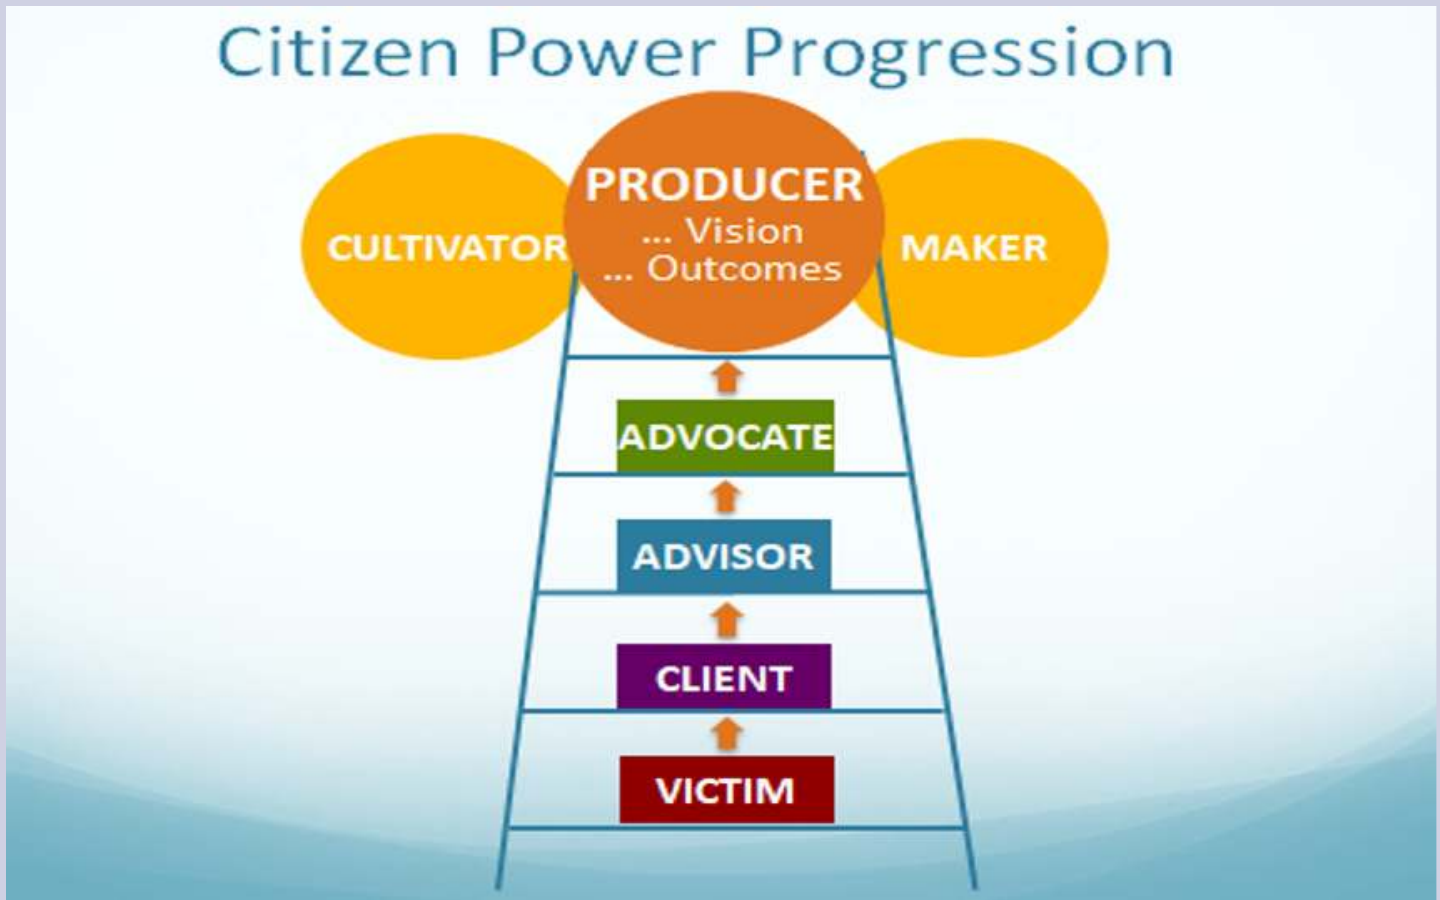 Citizen Power Progression
CULTIVATOR
PRODUCER
... Vision
... Outcomes
MAKER
ADVOCATE
ADVISOR
CLIENT
VICTIM